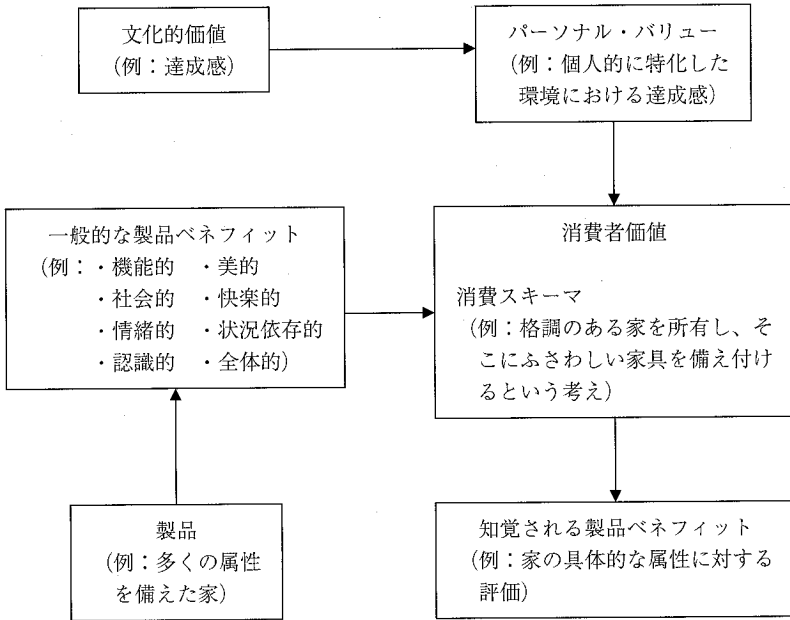 文化的価値
(例：達成感)
パーソナル・バリュー
(例：個人的に特化した
環境における達成感)
一般的な製品ベネフィット
(例：・機能的　・美的
・社会的　・快楽的
・情緒的　・状況依存的
・認識的　・全体的)
消費者価値
消費スキーマ
(例：格調のある家を所有し、そ
こにふさわしい家具を備え付け
るという考え)
製品
(例：多くの属性
を備えた家)
知覚される製品ベネフィット
(例：家の具体的な属性に対する
評価)